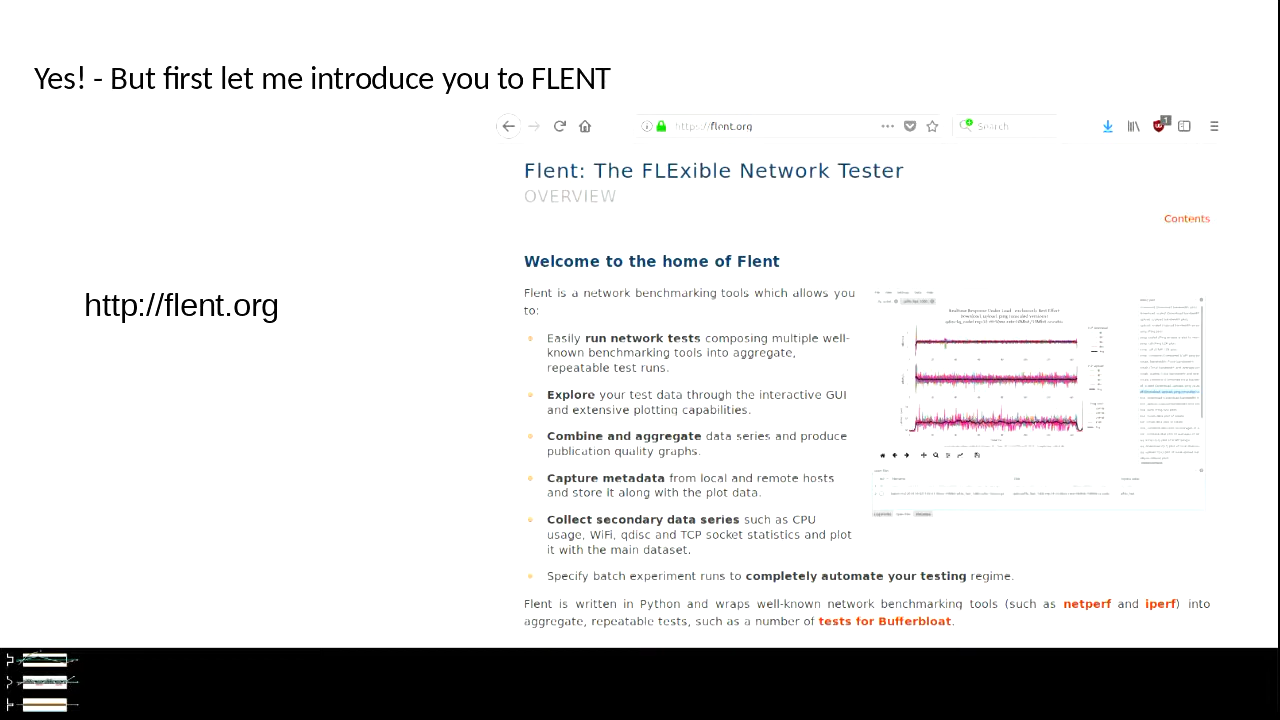 Yes! - But first let me introduce you to FLENT
https://flent.org
Search
1
Flent: The FLExible Network Tester
OVERVIEW
Contents
Welcome to the home of Flent
http://flent.org
Flent is a network benchmarking tools which allows you
to:
Easily run network tests composing multiple well-
known benchmarking tools into aggregate,
repeatable test runs.
Explore your test data through the interactive GUI
and extensive plotting capabilities.
Combine and aggregate data series and produce
publication quality graphs.
Capture metadata from local and remote hosts
and store it along with the plot data.
Collect secondary data series such as CPU
usage, WiFi, qdisc and TCP socket statistics and plot
it with the main dataset.
Specify batch experiment runs to completely automate your testing regime.
Flent is written in Python and wraps well-known network benchmarking tools (such as netperf and iperf) into
aggregate, repeatable tests, such as a number of tests for Bufferbloat.